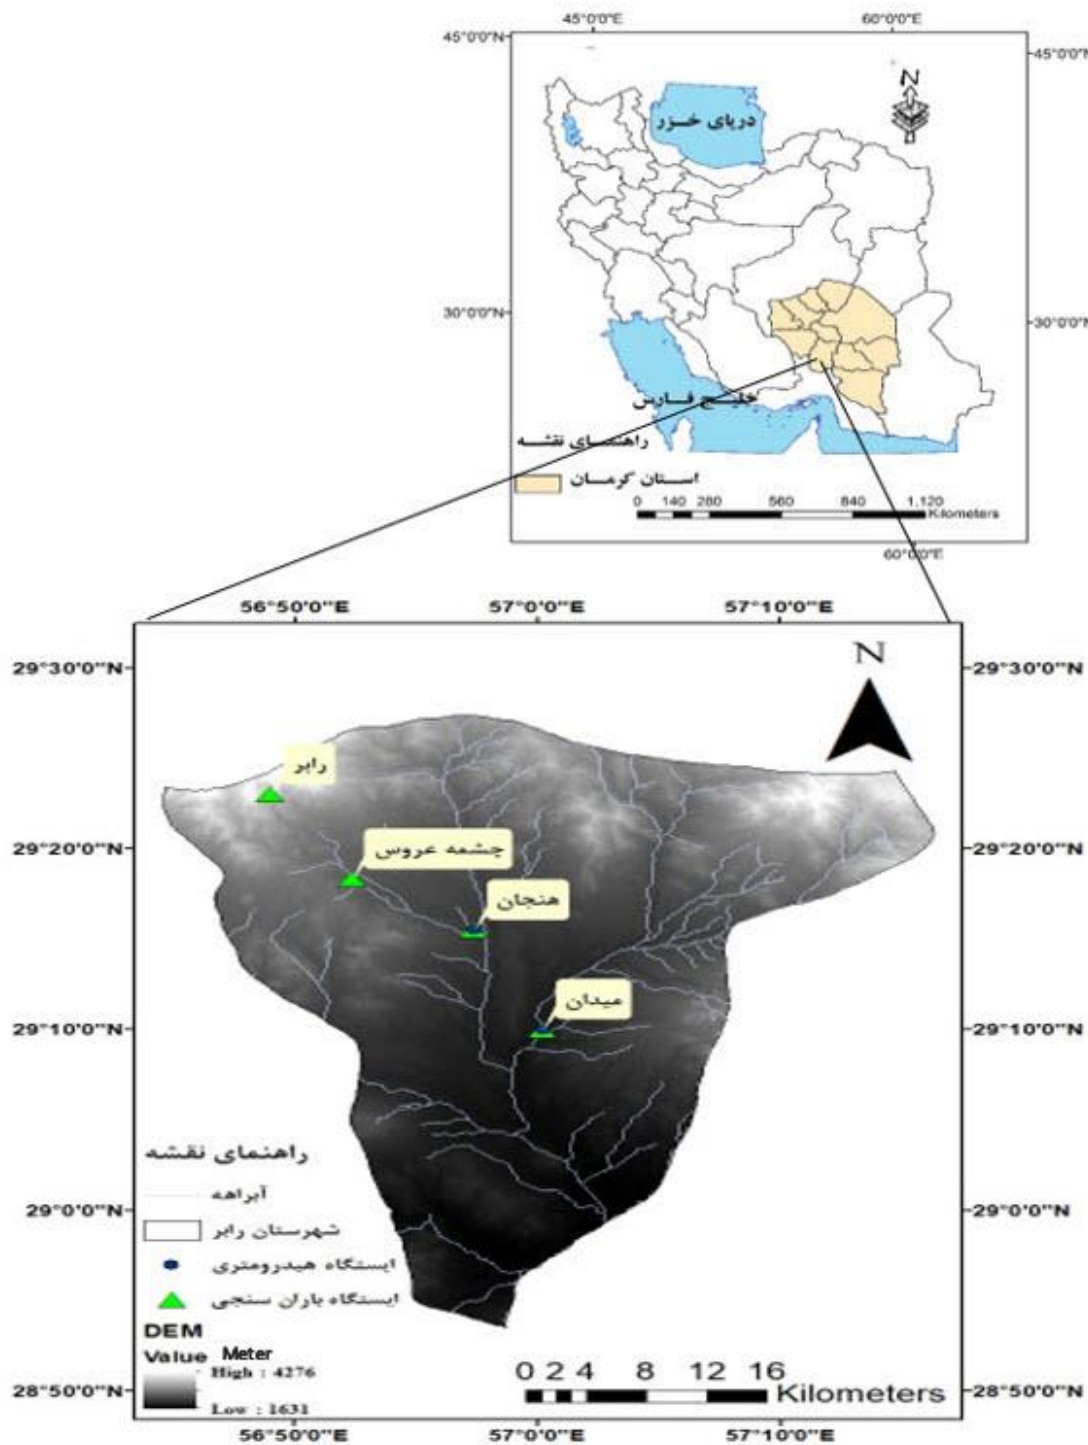 45°0'0"E 60°0'0"E
45°0'0"N 45°0'0"N
N
دریای خزر
30°0'0"N 30°0'0"N
خلیج فارس
راهنمای نقشه
استان کرمان
0 140 280 560 840 1,120
Kilometers
60°0'0"E
56°50'0"E 57°0'0"E 57°10'0"E
N
29°30'0"N 29°30'0"N
رابر
29°20'0"N 29°20'0"N
چشمه عروس
هنجان
میدان
29°10'0"N 29°10'0"N
راهنمای نقشه
آبراهه
29°0'0"N 29°0'0"N
شهرستان رابر
ایستگاه هیدرومتری
ایستگاه باران سنجی
DEM
Value Meter
High : 4276
Low : 1631
0 2 4 8 12 16
Kilometers
28°50'0"N 28°50'0"N
56°50'0"E 57°0'0"E 57°10'0"E